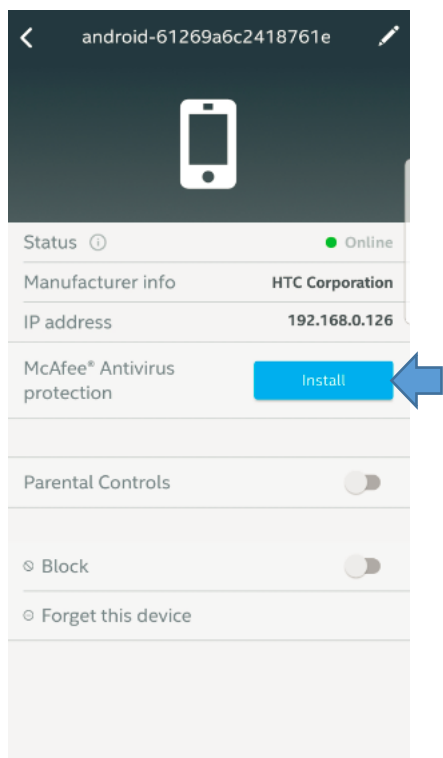 android-61269a6c2418761e
Status
Online
Manufacturer info
HTC Corporation
IP address
192.168.0.126
McAfee® Antivirus
protection
Install
Parental Controls
Block
Forget this device